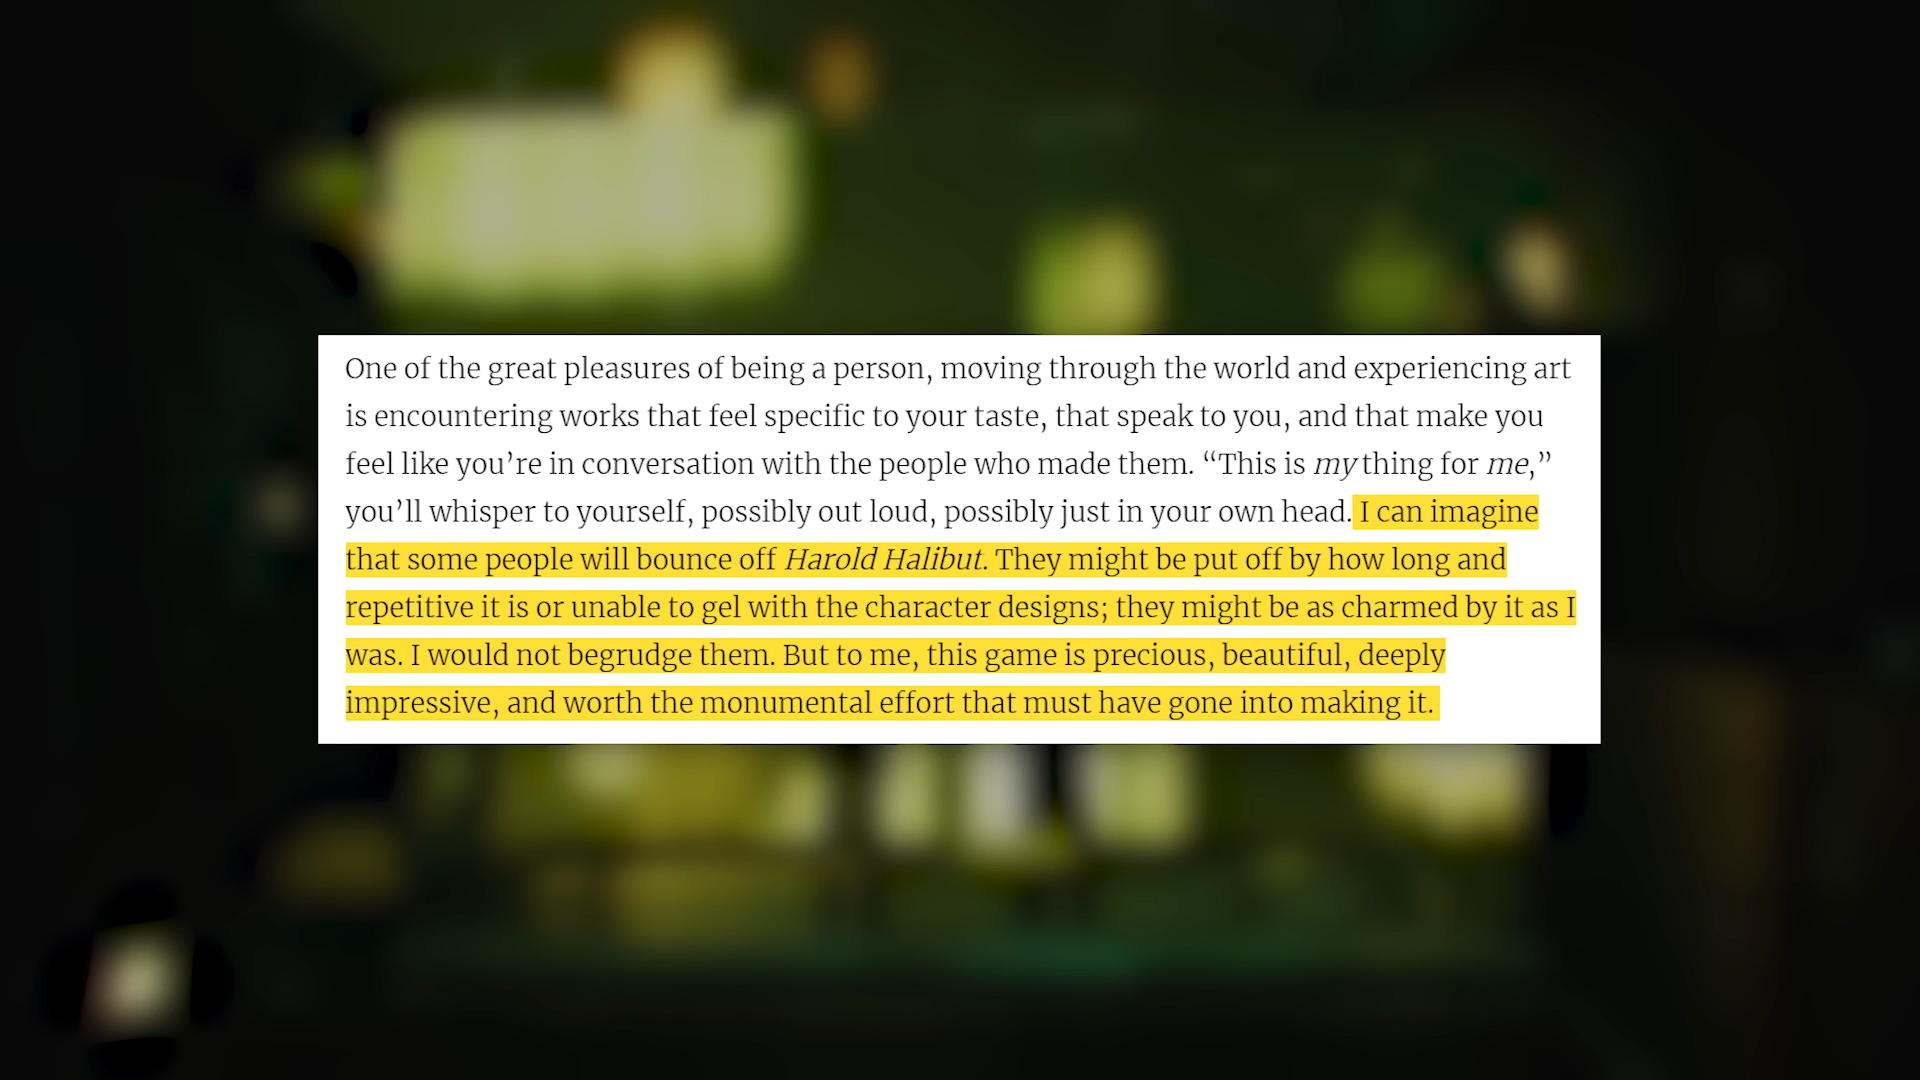 One of the great pleasures of being a person, moving through the world and experiencing art
is encountering works that feel specific to your taste, that speak to you, and that make you
feel like you’re in conversation with the people who made them. “This is my thing for me,”
you’ll whisper to yourself, possibly out loud, possibly just in your own head. I can imagine
that some people will bounce off Harold Halibut. They might be put off by how long and
repetitive it is or unable to gel with the character designs; they might be as charmed by it as I
was. I would not begrudge them. But to me, this game is precious, beautiful, deeply
impressive, and worth the monumental effort that must have gone into making it.